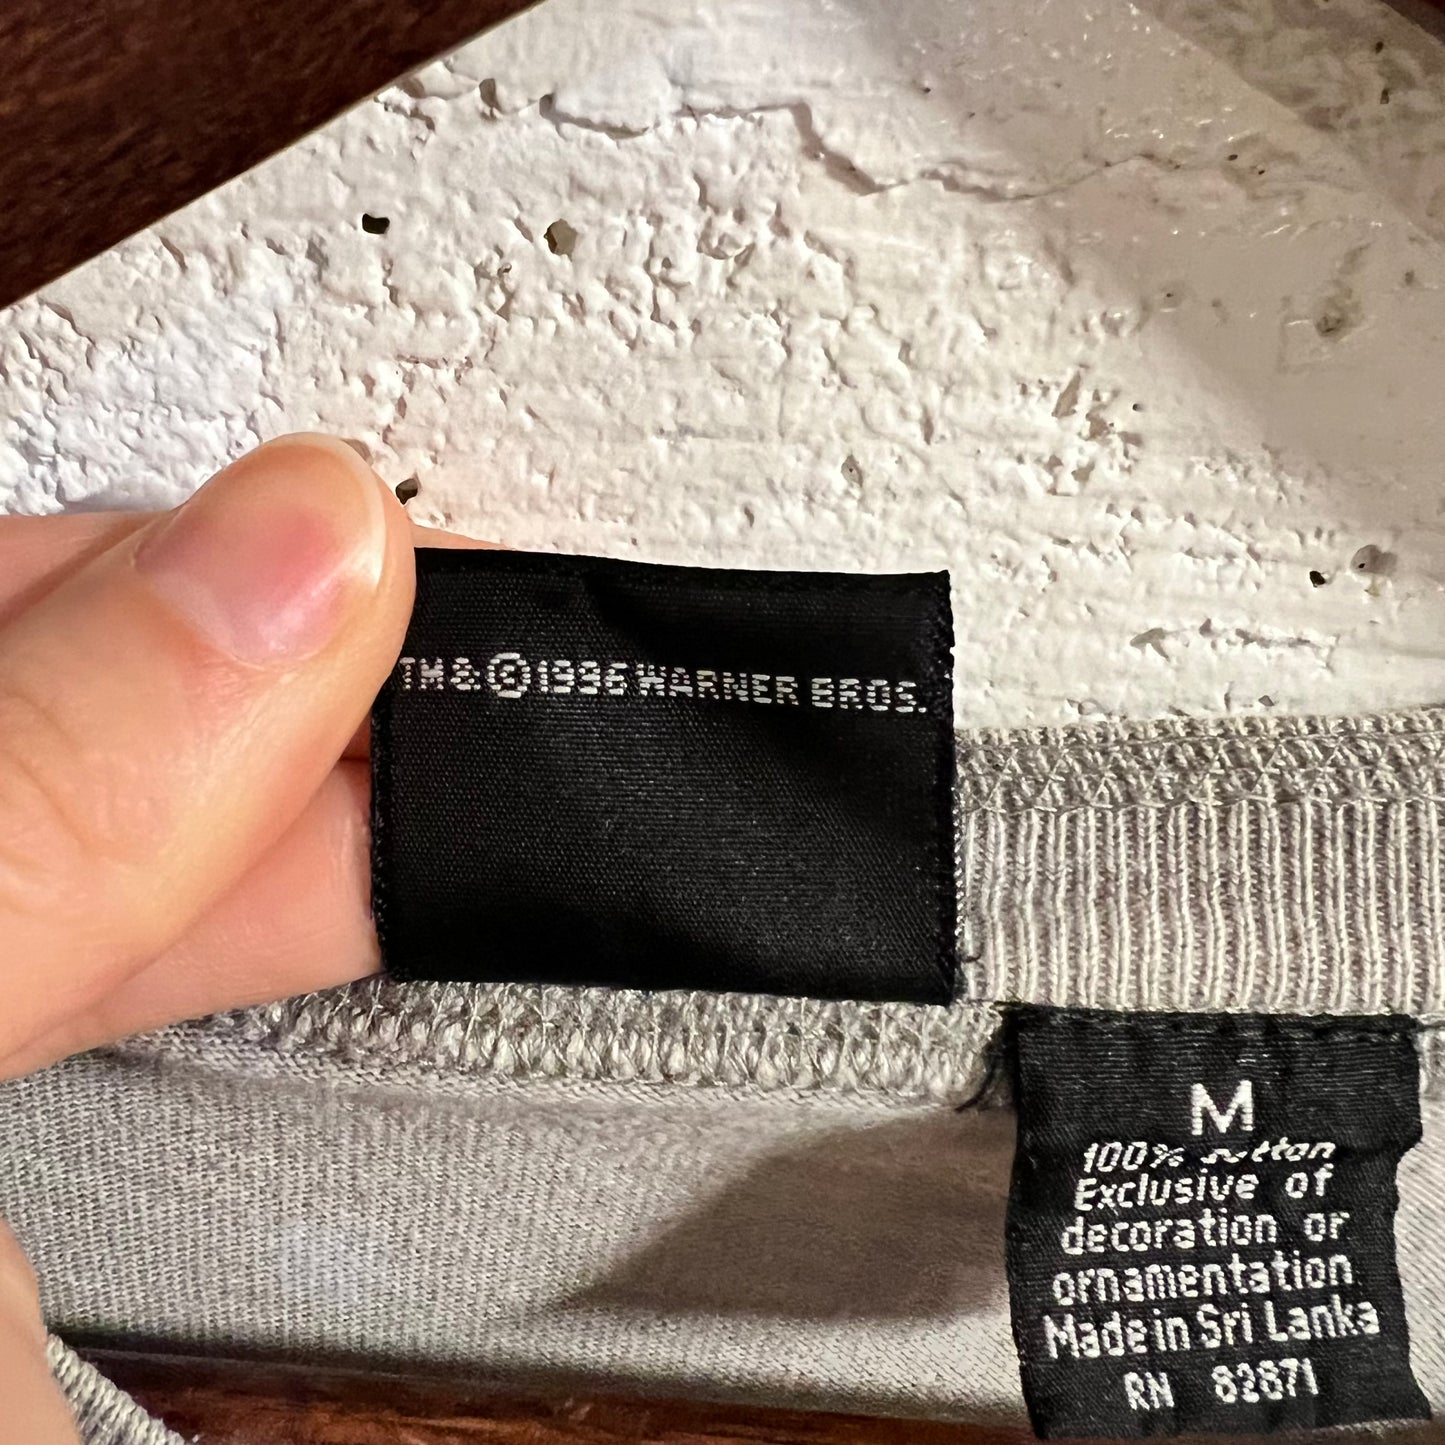 TM & © 1996 WARNER BROS.
M
100% cotton
Exclusive of
decoration or
ornamentation
Made in Sri Lanka
RN 82871